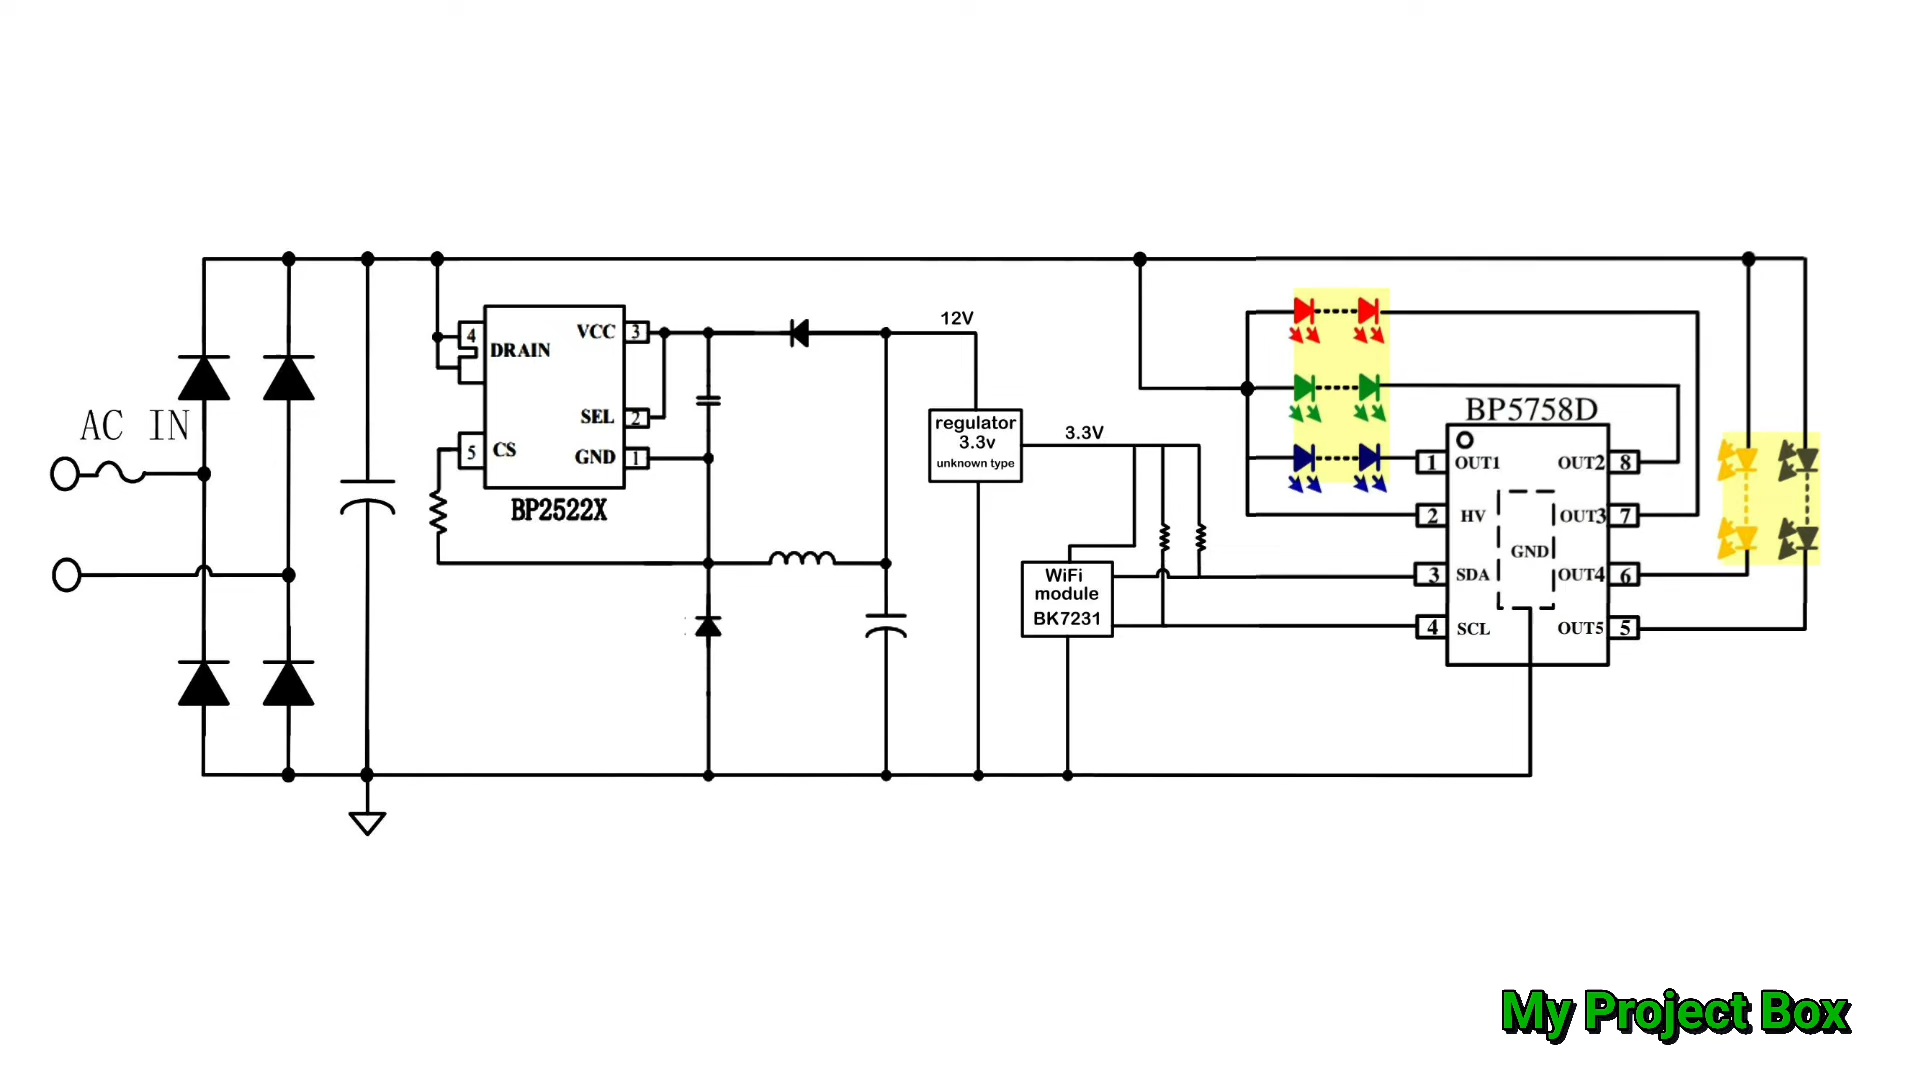 AC IN
4
DRAIN
VCC
3
SEL
2
5
CS
GND
1
BP2522X
12V
regulator
3.3v
unknown type
3.3V
WiFi
module
BK7231
BP5758D
1
OUT1
OUT2
8
2
HV
OUT3
7
GND
3
SDA
OUT4
6
4
SCL
OUT5
5
My Project Box